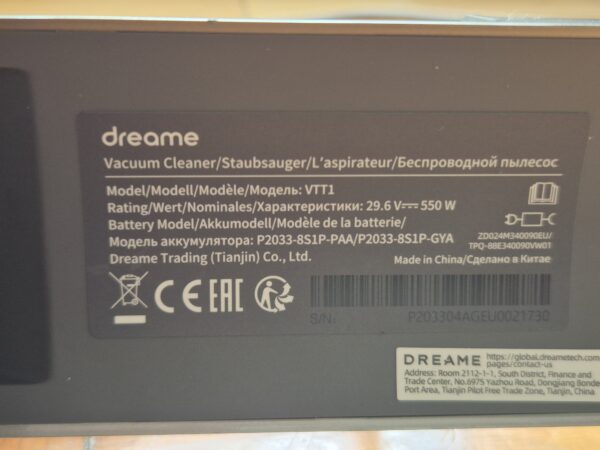 dreame
Vacuum Cleaner/Staubsauger/L'aspirateur/Беспроводной пылесос
Model/Modell/Modèle/Модель: VTT1
Rating/Wert/Nominales/Характеристики: 29.6 V⎓ 550 W
Battery Model/Akkumodell/Modèle de la batterie/
Модель аккумулятора: P2033-8S1P-PAA/P2033-8S1P-GYA
ZD024M340090EU/
TPQ-88E340090VW01
Dreame Trading (Tianjin) Co., Ltd.
Made in China/Сделано в Китае
CE EAC
S/N: P203304AGEU0021730
DREAME https://global.dreametech.com/
pages/contact-us
Address: Room 2112-1-1, South District, Finance and
Trade Center, No.6975 Yazhou Road, Dongjiang Bonded
Port Area, Tianjin Pilot Free Trade Zone, Tianjin, China